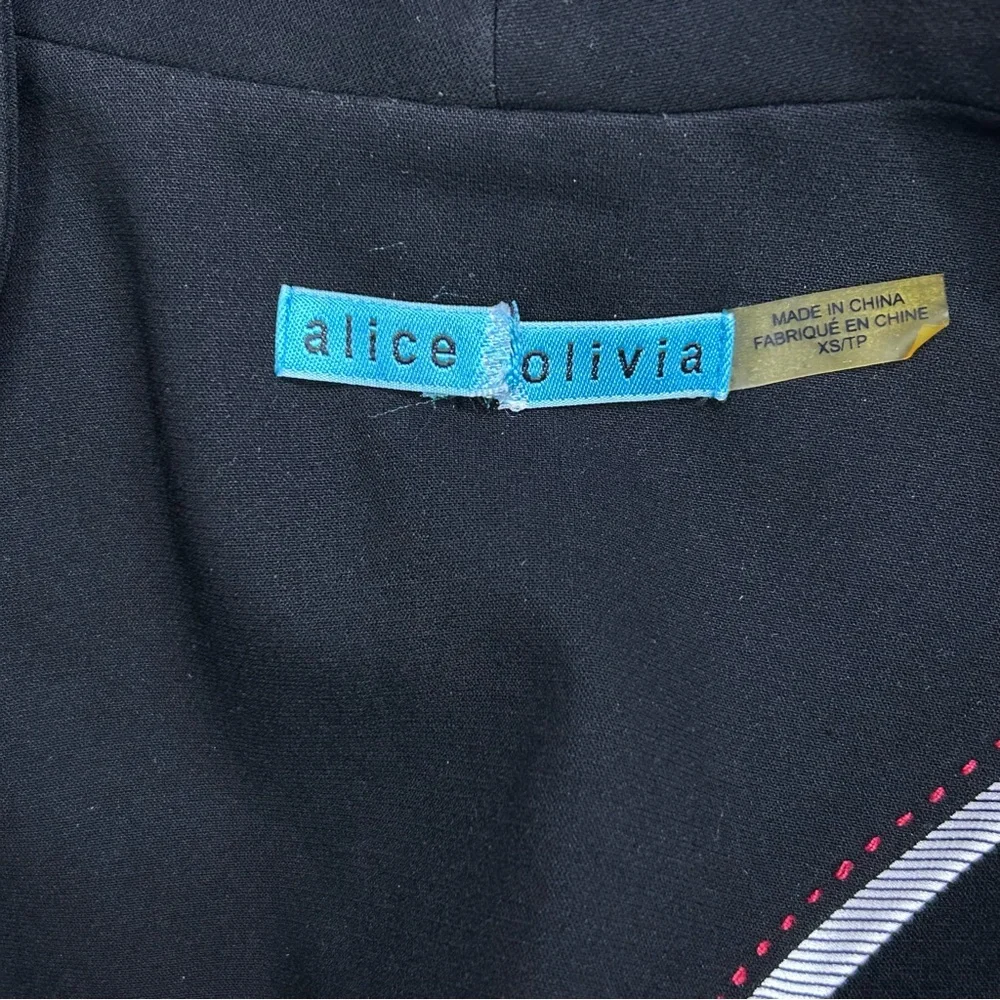 alice olivia
MADE IN CHINA
FABRIQUÉ EN CHINE
XS/TP